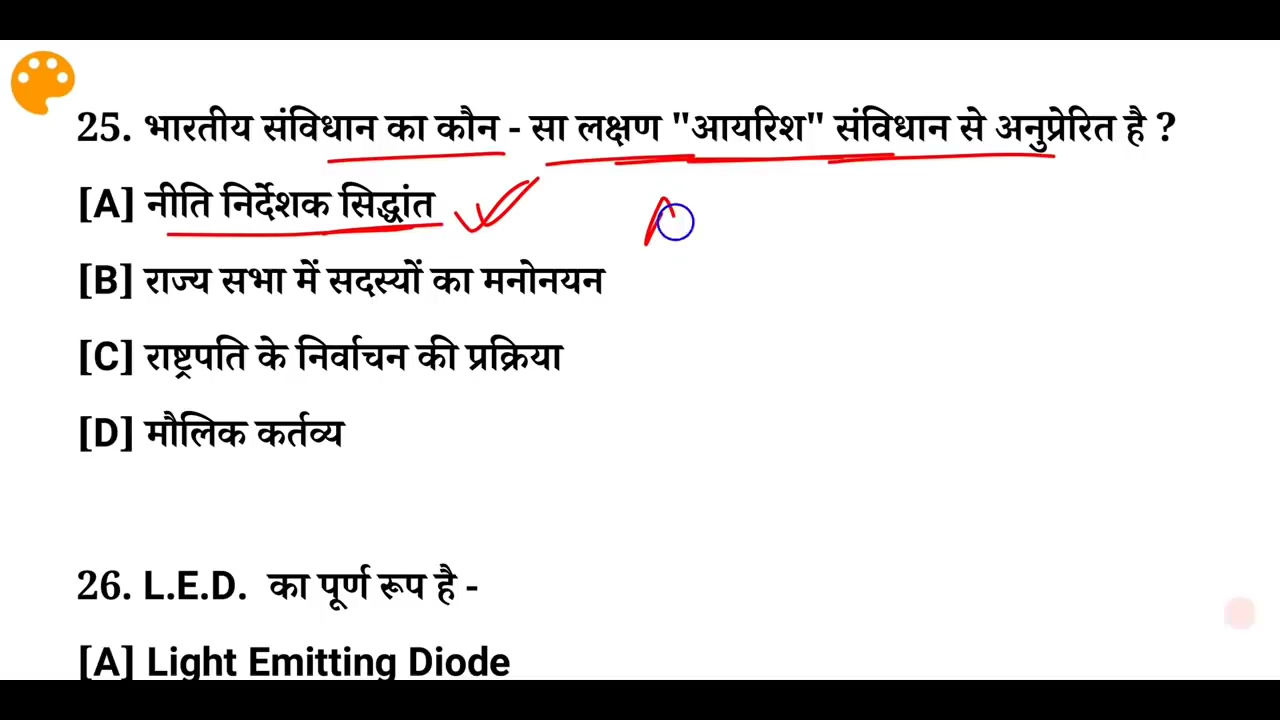 25. भारतीय संविधान का कौन - सा लक्षण "आयरिश" संविधान से अनुप्रेरित है ?
[A] नीति निर्देशक सिद्धांत
[B] राज्य सभा में सदस्यों का मनोनयन
[C] राष्ट्रपति के निर्वाचन की प्रक्रिया
[D] मौलिक कर्तव्य
26. L.E.D. का पूर्ण रूप है -
[A] Light Emitting Diode